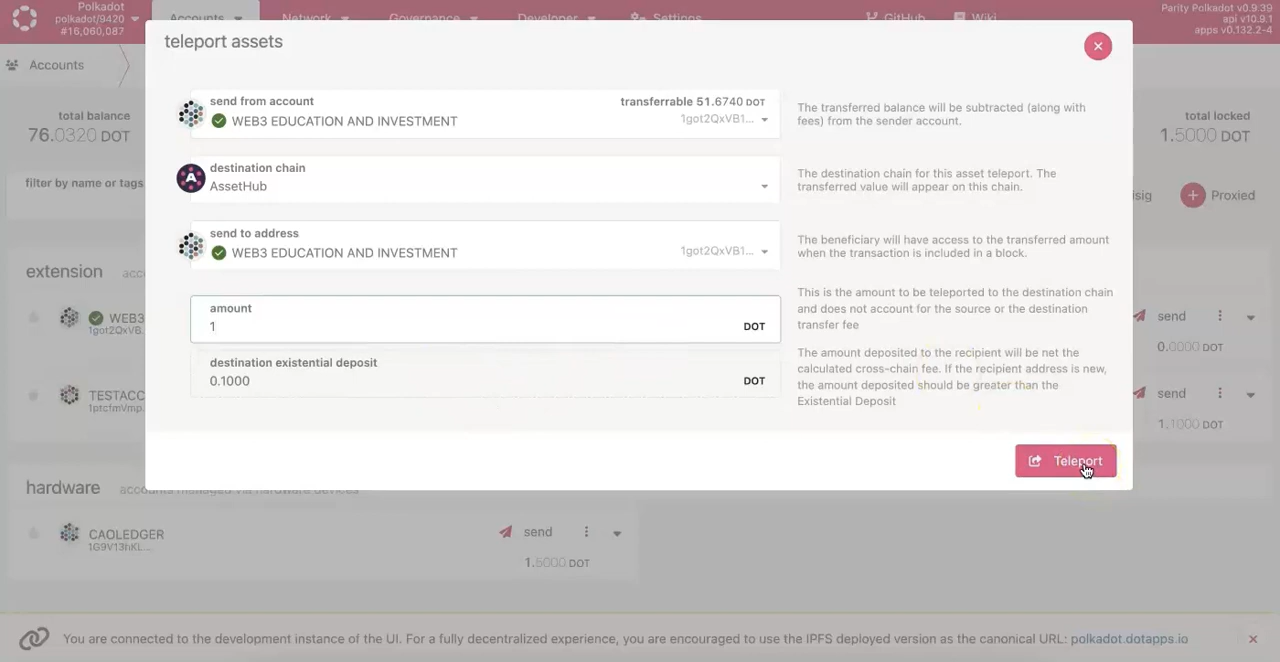 Polkadot
polkadot/9420
#16,060,087
Accounts
Network
Governance
Developer
Settings
GitHub
Wiki
Parity Polkadot v0.9.39
api v10.9.1
apps v0.132.2-4
Accounts
teleport assets
total balance
76.0320 DOT
total locked
1.5000 DOT
filter by name or tags
isig
Proxied
send from account
transferrable 51.6740 DOT
WEB3 EDUCATION AND INVESTMENT
1got2QxVB1...
The transferred balance will be subtracted (along with
fees) from the sender account.
destination chain
AssetHub
The destination chain for this asset teleport. The
transferred value will appear on this chain.
send to address
WEB3 EDUCATION AND INVESTMENT
1got2QxVB1...
The beneficiary will have access to the transferred amount
when the transaction is included in a block.
amount
1
DOT
This is the amount to be teleported to the destination chain
and does not account for the source or the destination
transfer fee
destination existential deposit
0.1000
DOT
The amount deposited to the recipient will be net the
calculated cross-chain fee. If the recipient address is new,
the amount deposited should be greater than the
Existential Deposit
Teleport
extension
WEB3
1got2QxVB.
send
0.0000 DOT
TESTACC
1ptcfmVmp.
send
1.1000 DOT
hardware
accounts managed via hardware devices
CAOLEDGER
1G9V13hKL...
send
1.5000 DOT
You are connected to the development instance of the UI. For a fully decentralized experience, you are encouraged to use the IPFS deployed version as the canonical URL: polkadot.dotapps.io